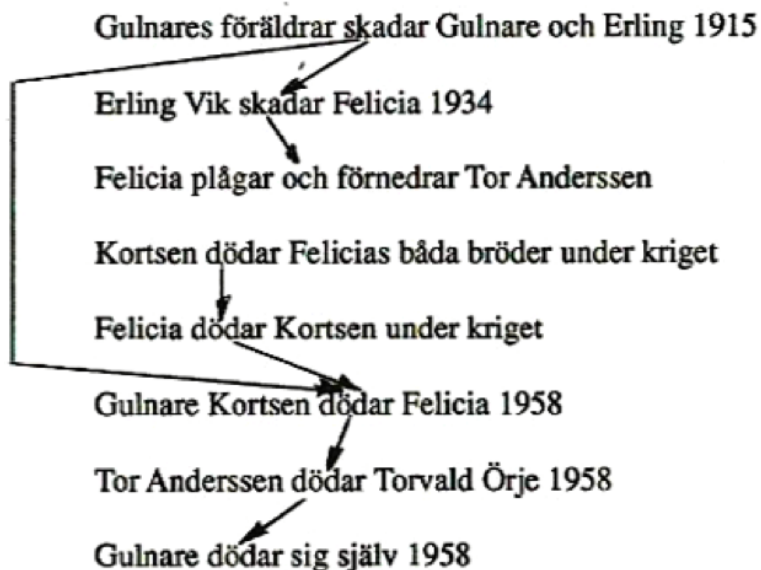 Gulnares föräldrar skadar Gulnare och Erling 1915
Erling Vik skadar Felicia 1934
Felicia plågar och förnedrar Tor Anderssen
Kortsen dödar Felicias båda bröder under kriget
Felicia dödar Kortsen under kriget
Gulnare Kortsen dödar Felicia 1958
Tor Anderssen dödar Torvald Örje 1958
Gulnare dödar sig själv 1958